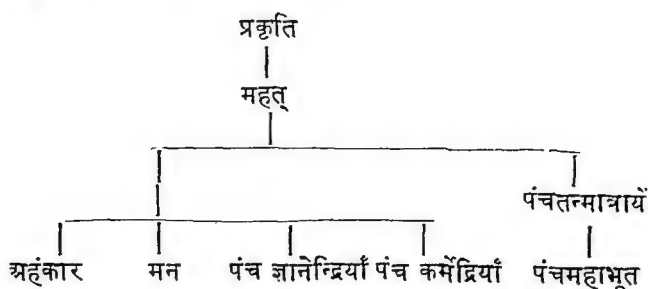 प्रकृति
महत्
पंचतन्मात्रायें
अहंकार मन पंच ज्ञानेन्द्रियाँ पंच कर्मेद्रियाँ पंचमहाभूत